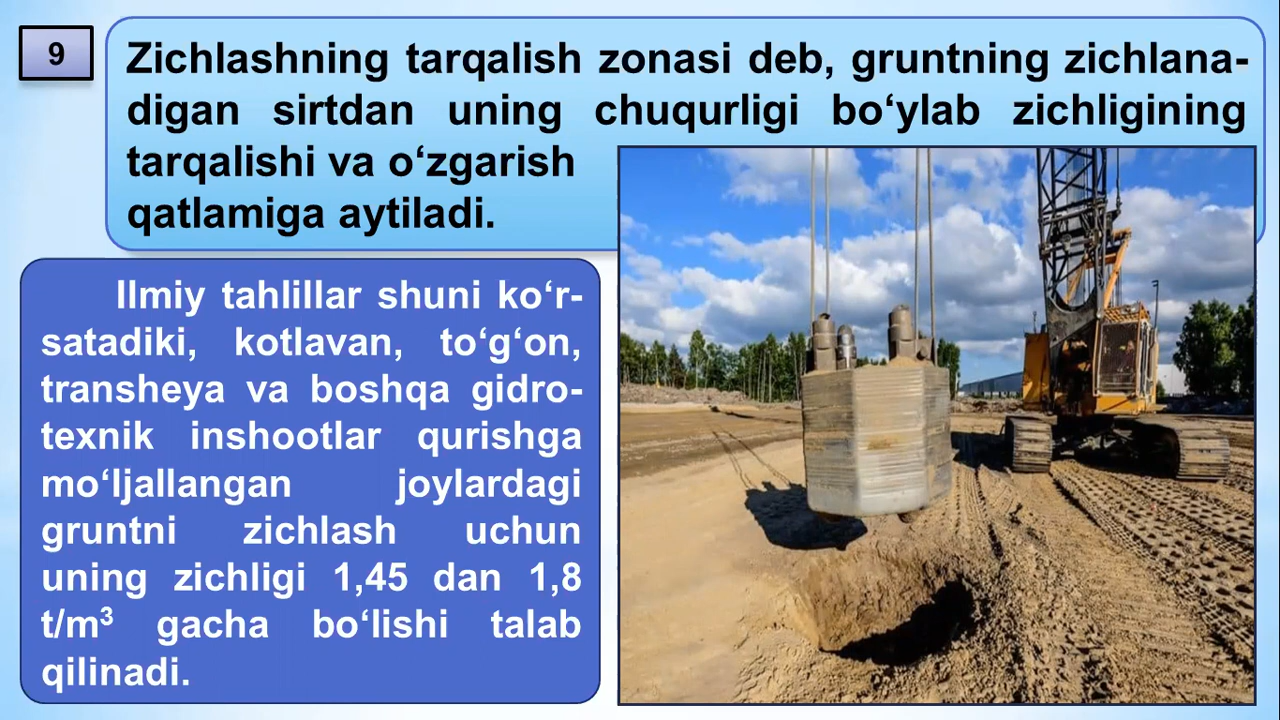 9
Zichlashning tarqalish zonasi deb, gruntning zichlana-
digan sirtdan uning chuqurligi bo‘ylab zichligining
tarqalishi va o‘zgarish
qatlamiga aytiladi.
Ilmiy tahlillar shuni ko‘r-
satadiki, kotlavan, to‘g‘on,
transheya va boshqa gidro-
texnik inshootlar qurishga
mo‘ljallangan joylardagi
gruntni zichlash uchun
uning zichligi 1,45 dan 1,8
t/m³ gacha bo‘lishi talab
qilinadi.